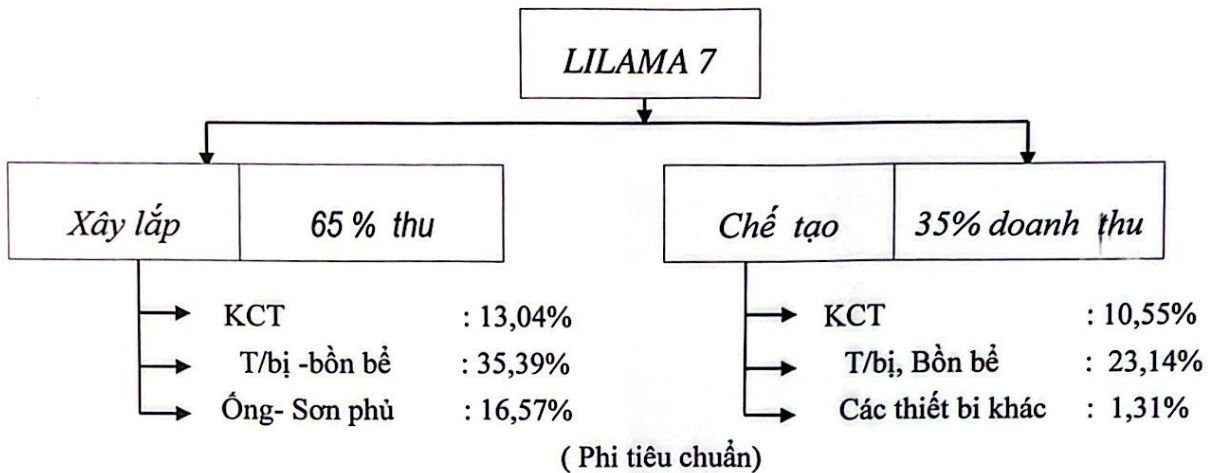 LILAMA 7
Xây lắp 65 % thu
Chế tạo 35% doanh thu
KCT : 13,04%
T/bị -bồn bể : 35,39%
Ống- Sơn phủ : 16,57%
KCT : 10,55%
T/bị, Bồn bể : 23,14%
Các thiết bi khác : 1,31%
( Phi tiêu chuẩn)